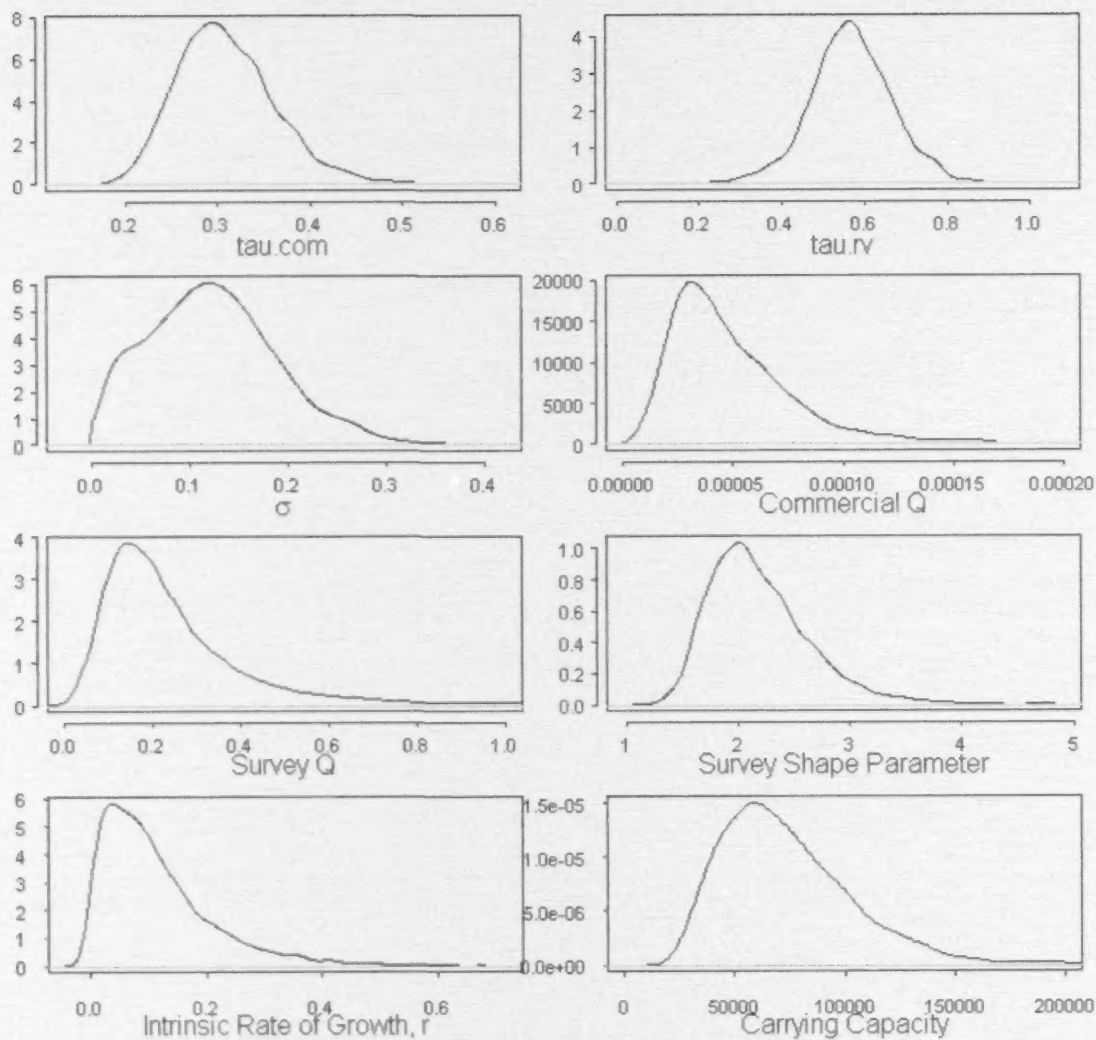 8
6
4
2
0
0.2 0.3 0.4 0.5 0.6
tau.com
4
3
2
1
0
0.0 0.2 0.4 0.6 0.8 1.0
tau.rv
6
5
4
3
2
1
0
0.0 0.1 0.2 0.3 0.4
σ
20000
15000
10000
5000
0
0.00000 0.00005 0.00010 0.00015 0.00020
Commercial Q
4
3
2
1
0
0.0 0.2 0.4 0.6 0.8 1.0
Survey Q
1.0
0.8
0.6
0.4
0.2
0.0
1 2 3 4 5
Survey Shape Parameter
6
5
4
3
2
1
0
0.0 0.2 0.4 0.6
Intrinsic Rate of Growth, r
1.5e-05
1.0e-05
5.0e-06
0.0e+00
0 50000 100000 150000 200000
Carrying Capacity